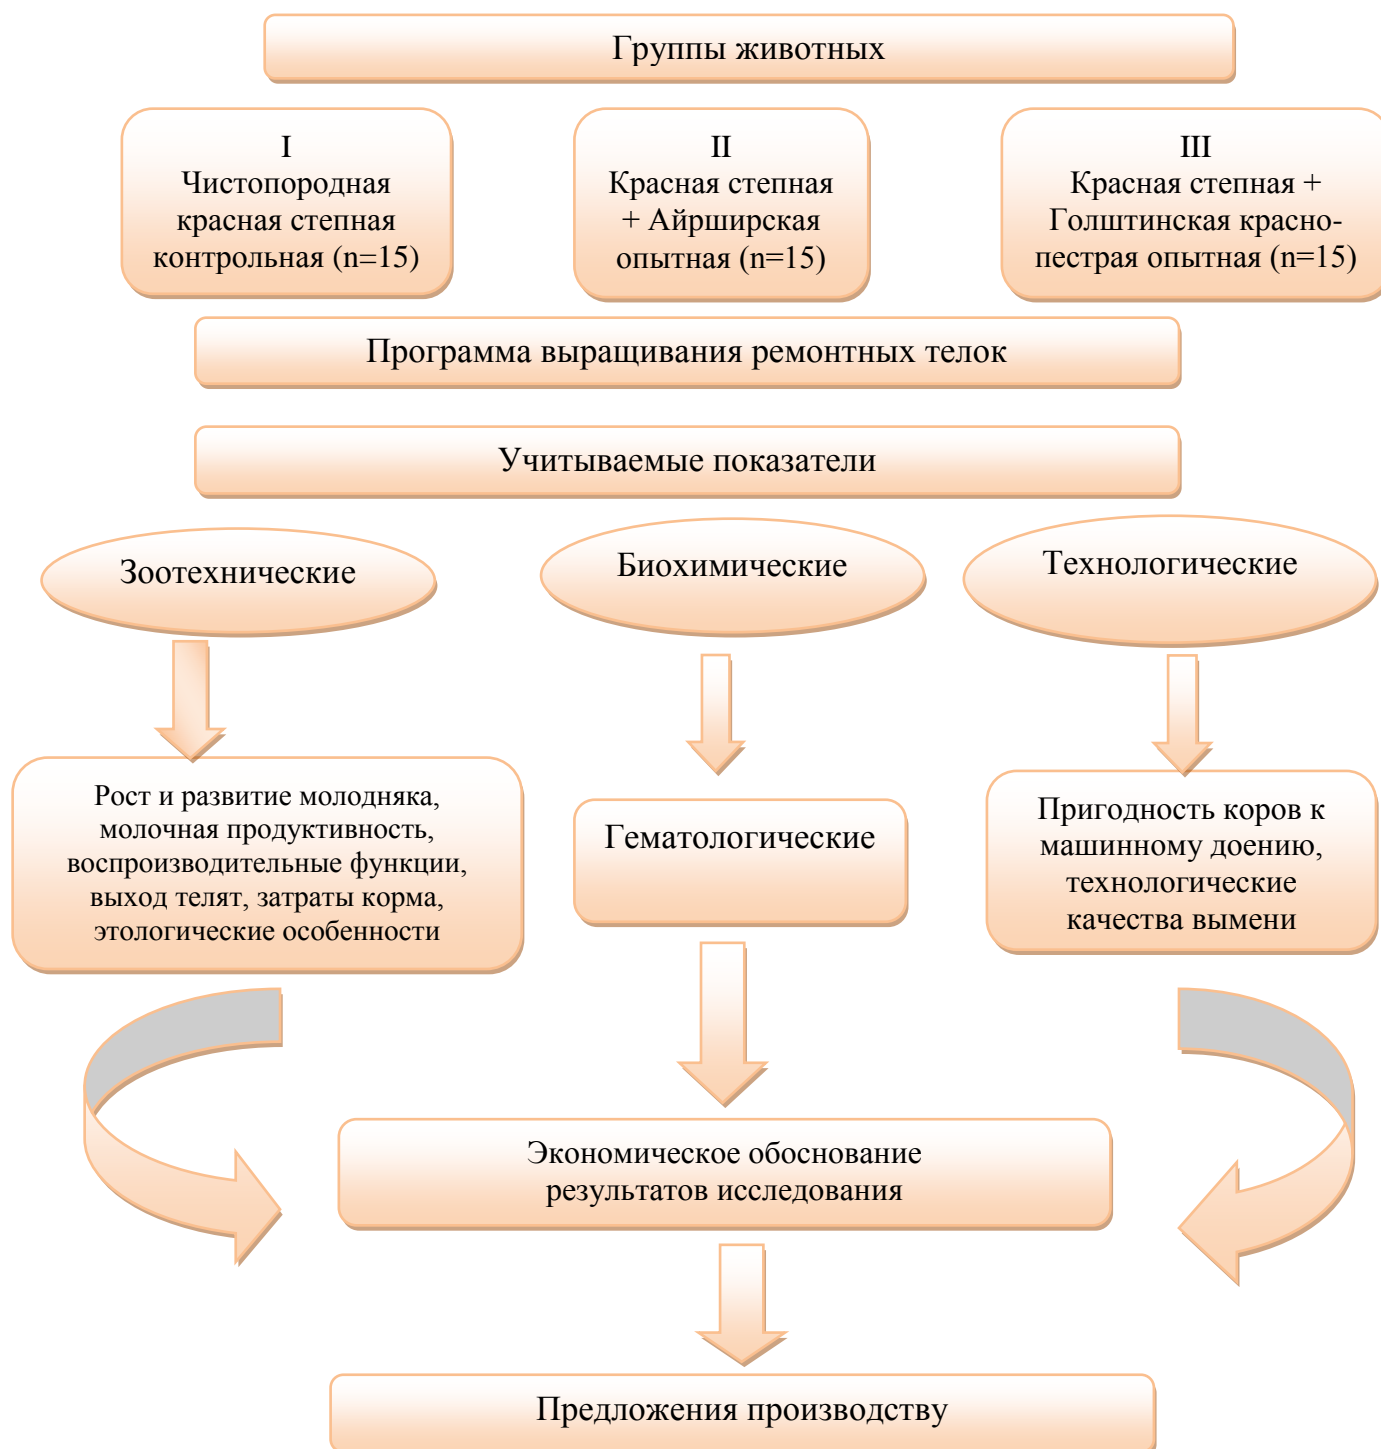 Группы животных
I
Чистопородная
красная степная
контрольная (n=15)
II
Красная степная
+ Айрширская
опытная (n=15)
III
Красная степная +
Голштинская красно-
пестрая опытная (n=15)
Программа выращивания ремонтных телок
Учитываемые показатели
Зоотехнические
Биохимические
Технологические
Рост и развитие молодняка,
молочная продуктивность,
воспроизводительные функции,
выход телят, затраты корма,
этологические особенности
Гематологические
Пригодность коров к
машинному доению,
технологические
качества вымени
Экономическое обоснование
результатов исследования
Предложения производству